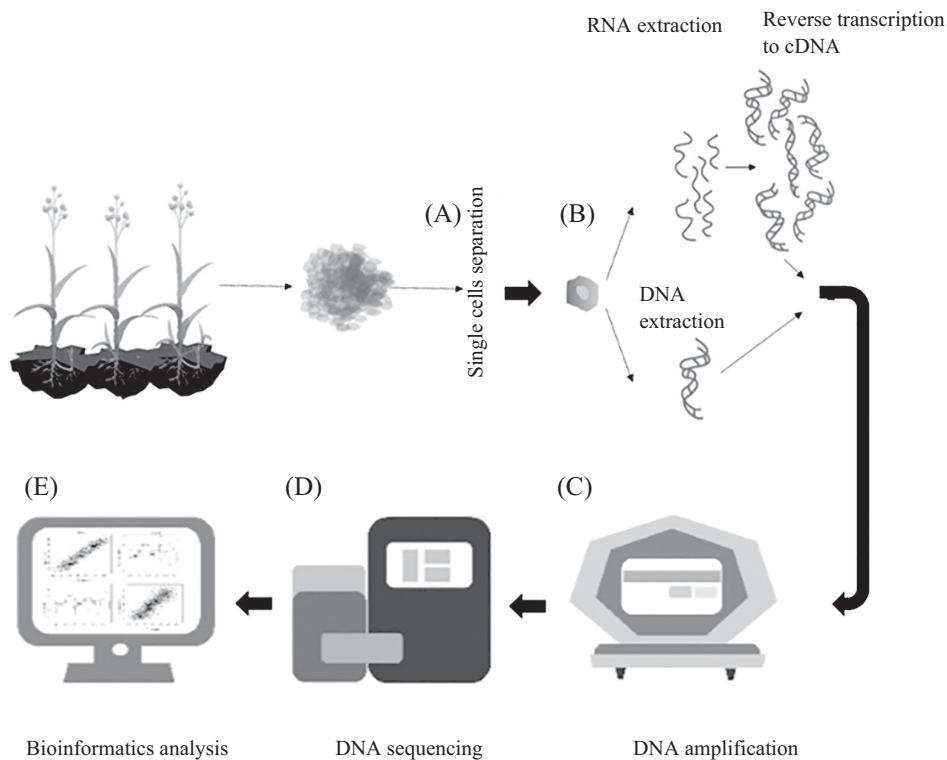 RNA extraction
Reverse transcription
to cDNA
(A)
Single cells separation
(B)
DNA
extraction
(E)
(D)
(C)
Bioinformatics analysis
DNA sequencing
DNA amplification